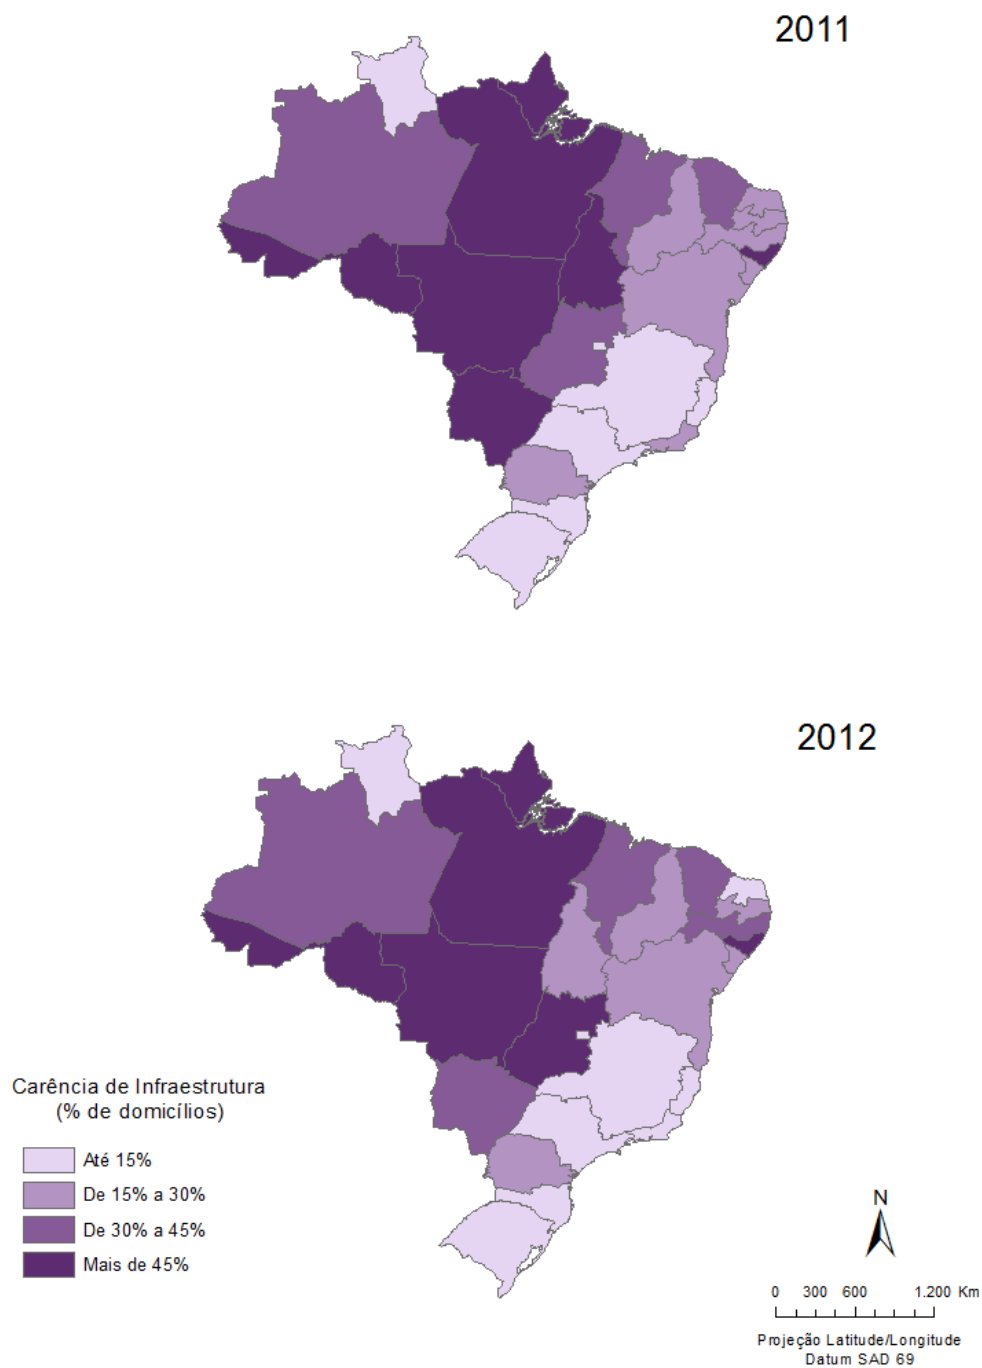 2011
2012
Carência de Infraestrutura
(% de domicílios)
Até 15%
De 15% a 30%
De 30% a 45%
Mais de 45%
N
0 300 600 1.200 Km
Projeção Latitude/Longitude
Datum SAD 69